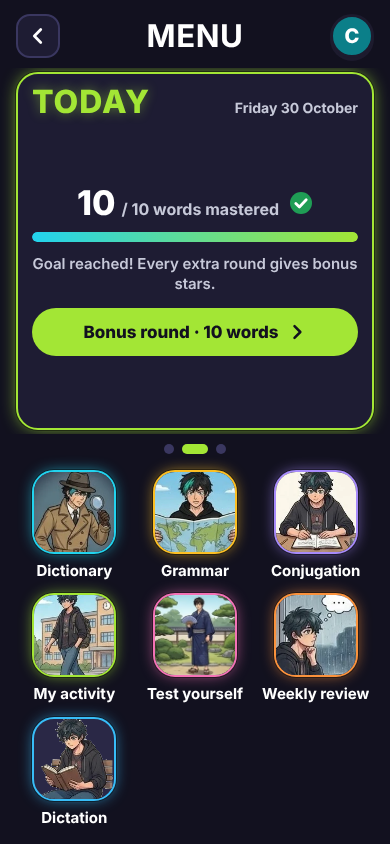 MENU
C
TODAY
Friday 30 October
10 / 10 words mastered
Goal reached! Every extra round gives bonus
stars.
Bonus round · 10 words
Dictionary
Grammar
Conjugation
My activity
Test yourself
Weekly review
Dictation